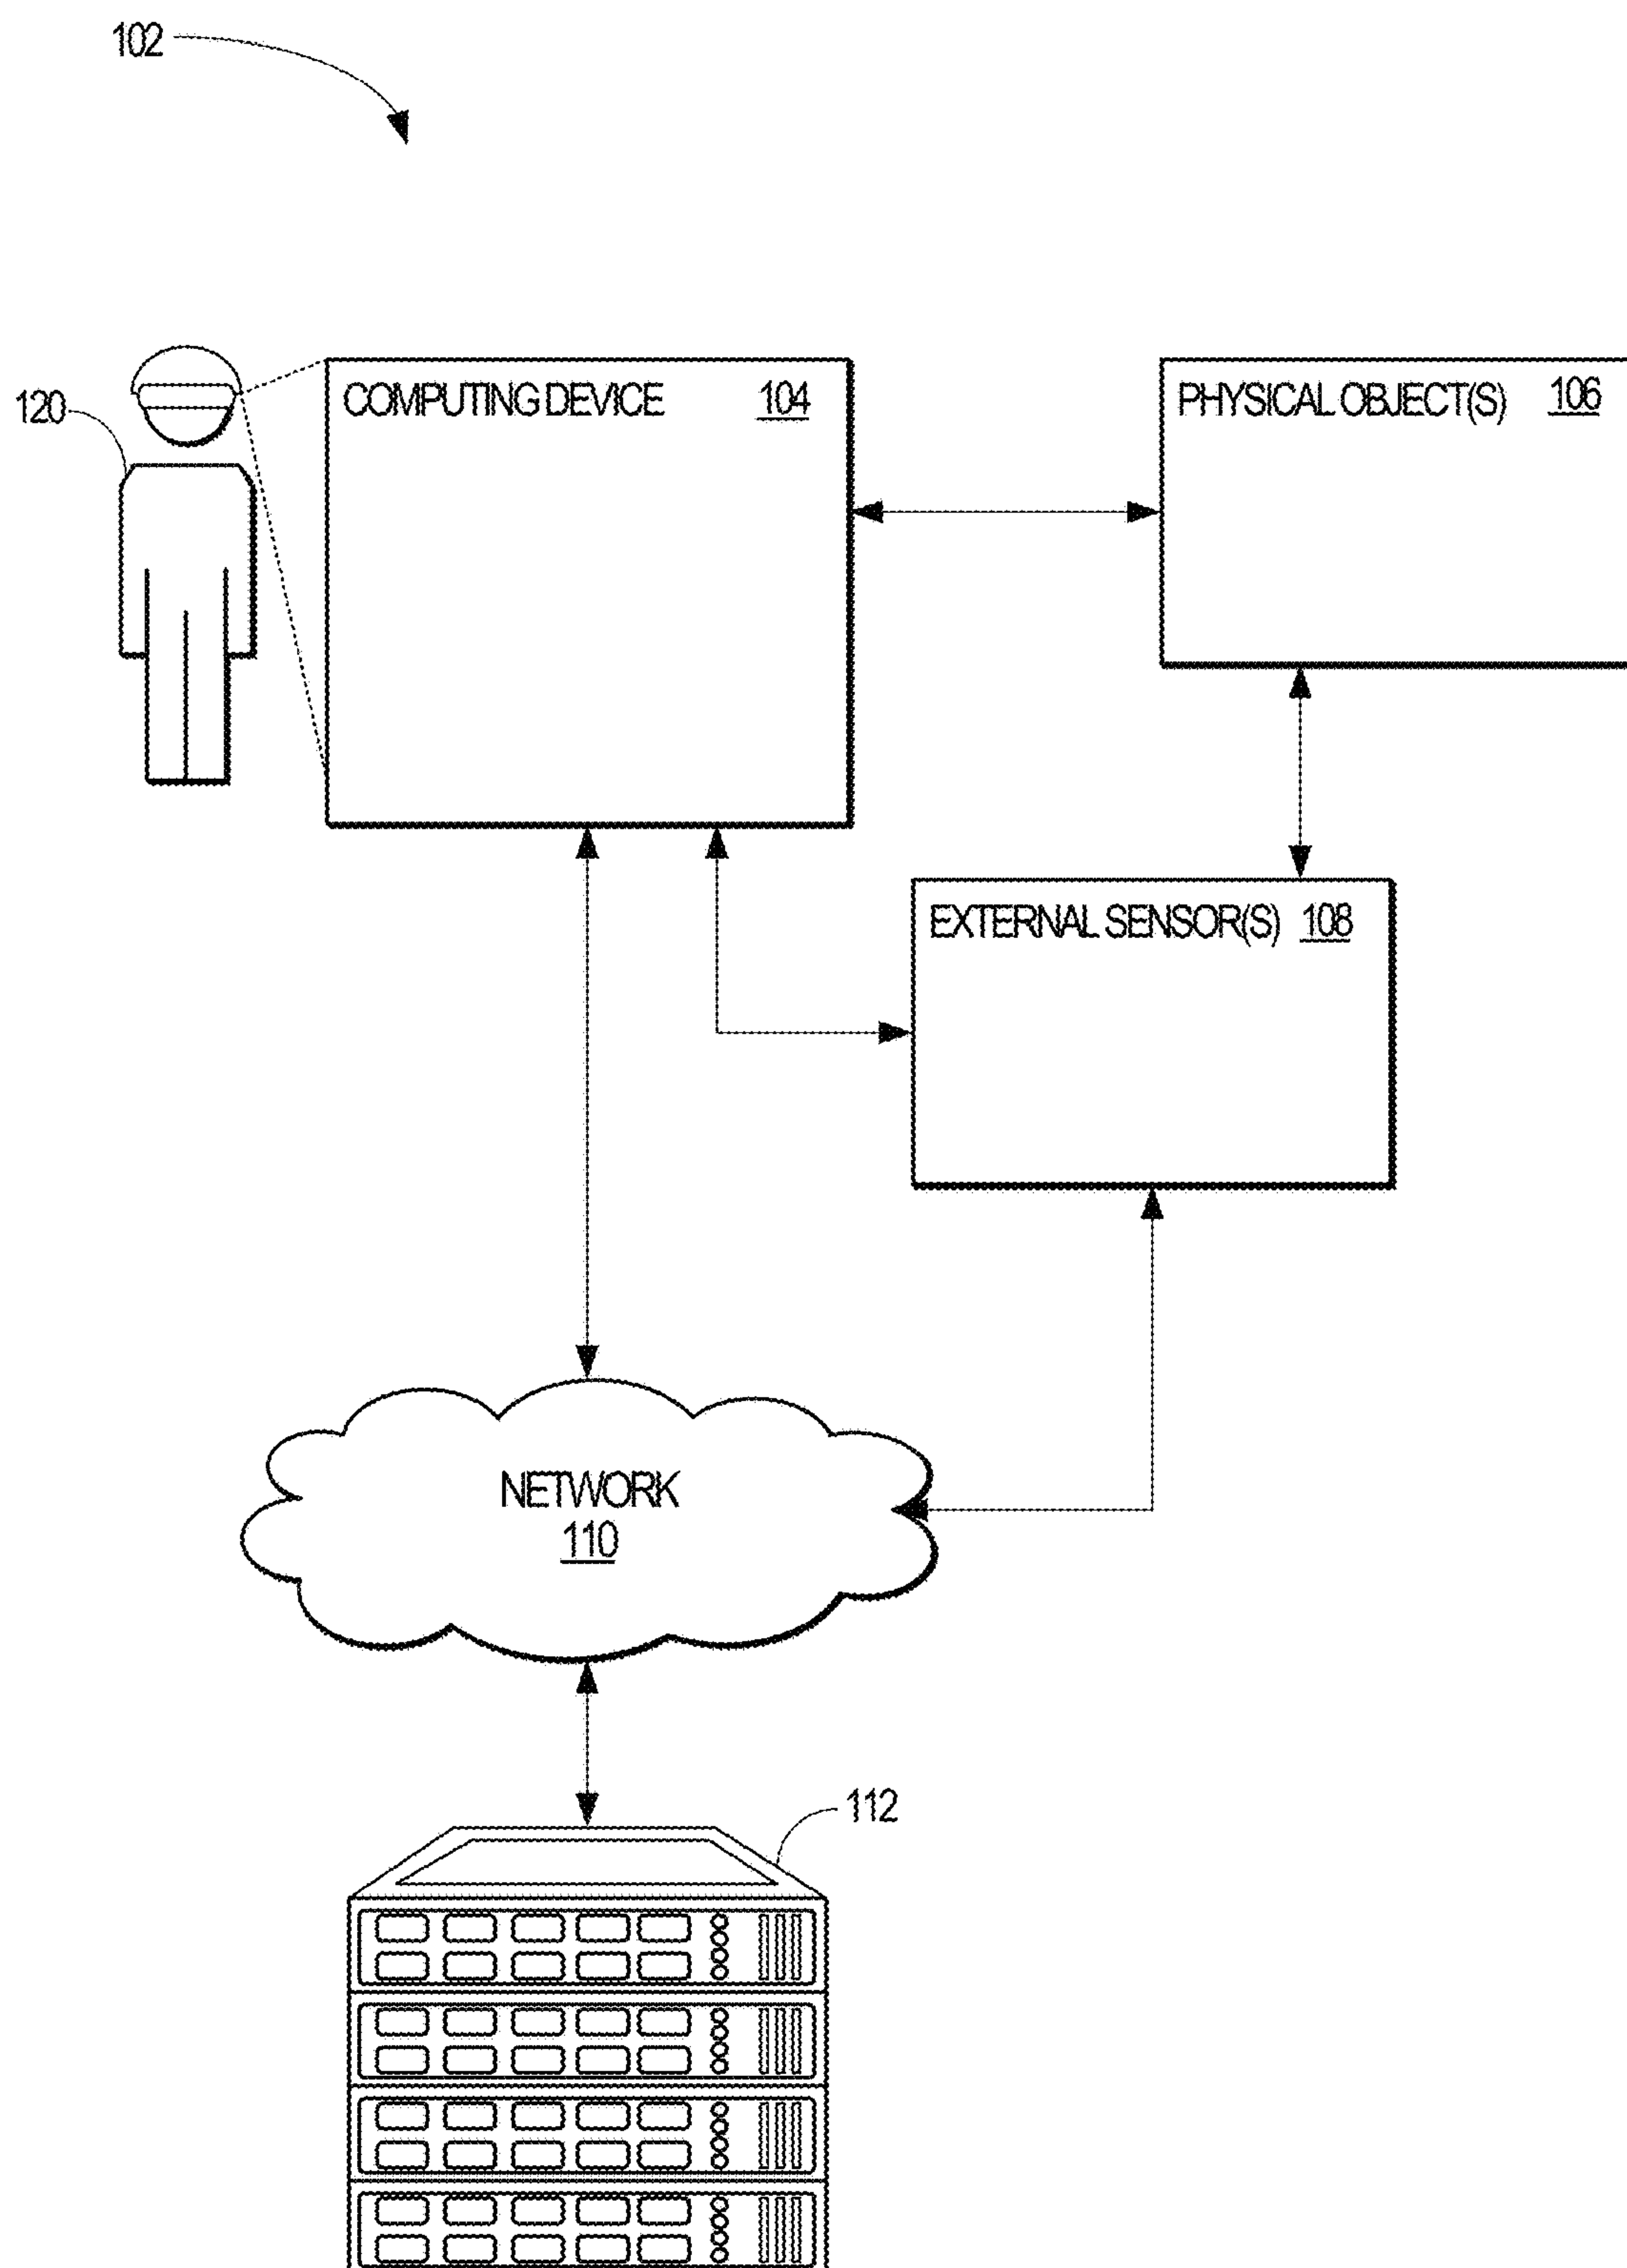 102
120
COMPUTING DEVICE 104
PHYSICAL OBJECT(S) 106
EXTERNAL SENSOR(S) 108
NETWORK
110
112